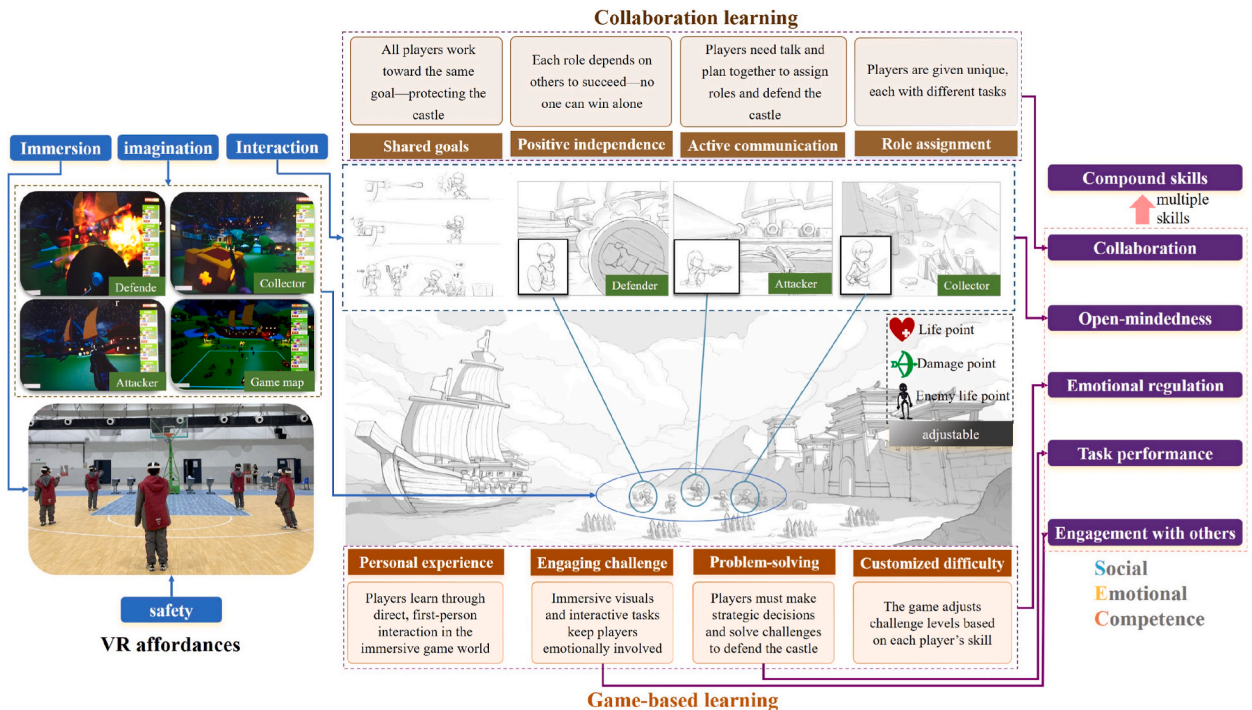 Collaboration learning
All players work
toward the same
goal—protecting the
castle
Shared goals
Each role depends on
others to succeed—no
one can win alone
Positive independence
Players need talk and
plan together to assign
roles and defend the
castle
Active communication
Players are given unique,
each with different tasks
Role assignment
Immersion
imagination
Interaction
Defende
Collector
r
Attacker
Game map
safety
VR affordances
Defender
Attacker
Collector
Life point
Damage point
Enemy life point
adjustable
Personal experience
Players learn through
direct, first-person
interaction in the
immersive game world
Engaging challenge
Immersive visuals
and interactive tasks
keep players
emotionally involved
Problem-solving
Players must make
strategic decisions
and solve challenges
to defend the castle
Customized difficulty
The game adjusts
challenge levels based
on each player's skill
Game-based learning
Compound skills
multiple
skills
Collaboration
Open-mindedness
Emotional regulation
Task performance
Engagement with others
Social
Emotional
Competence